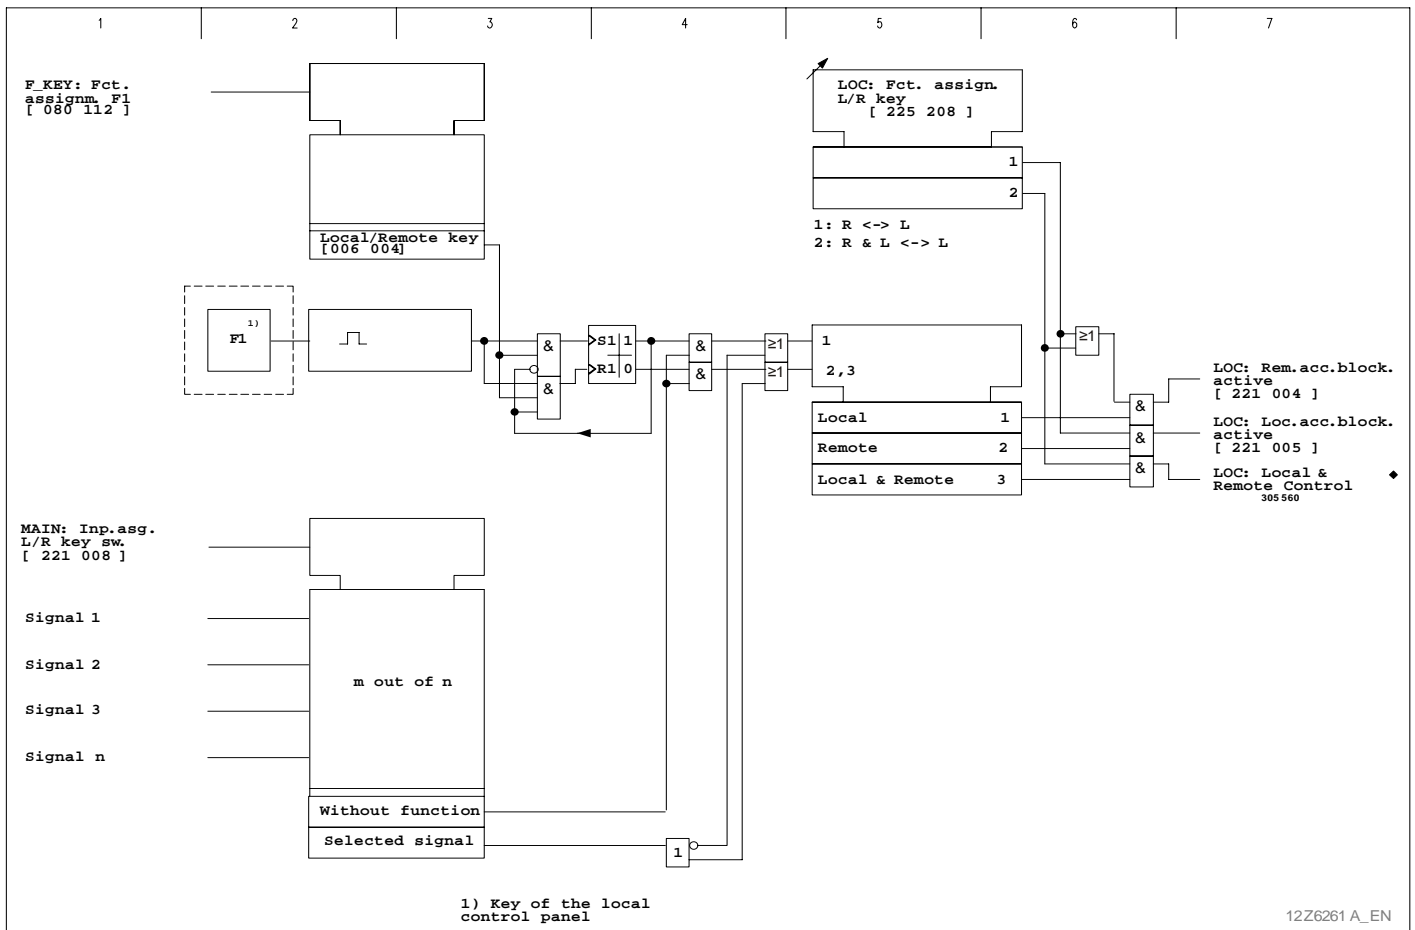 1 2 3 4 5 6 7
F_KEY: Fct.
assignm. F1
[ 080 112 ]
Local/Remote key
[006 004]
LOC: Fct. assign.
L/R key
[ 225 208 ]
1
2
1: R <-> L
2: R & L <-> L
F1 1)
&
&
S1 1
R1 0
&
&
≥1
≥1
1
2,3
Local 1
Remote 2
Local & Remote 3
≥1
&
&
&
LOC: Rem.acc.block.
active
[ 221 004 ]
LOC: Loc.acc.block.
active
[ 221 005 ]
LOC: Local &
Remote Control
305 560
MAIN: Inp.asg.
L/R key sw.
[ 221 008 ]
Signal 1
Signal 2
Signal 3
Signal n
m out of n
Without function
Selected signal
1
1) Key of the local
control panel
12Z6261 A_EN